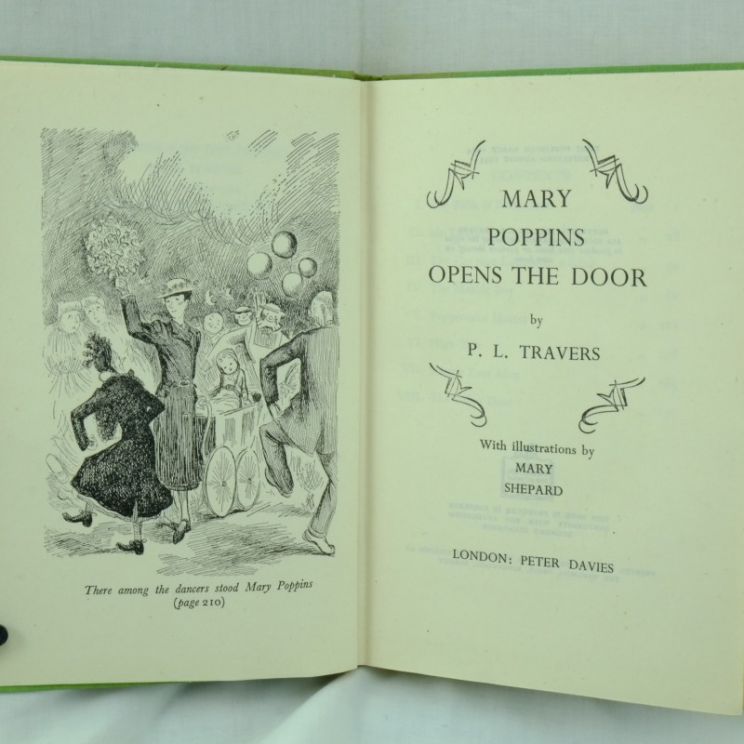 There among the dancers stood Mary Poppins
(page 210)
MARY
POPPINS
OPENS THE DOOR
by
P. L. TRAVERS
With illustrations by
MARY
SHEPARD
LONDON: PETER DAVIES